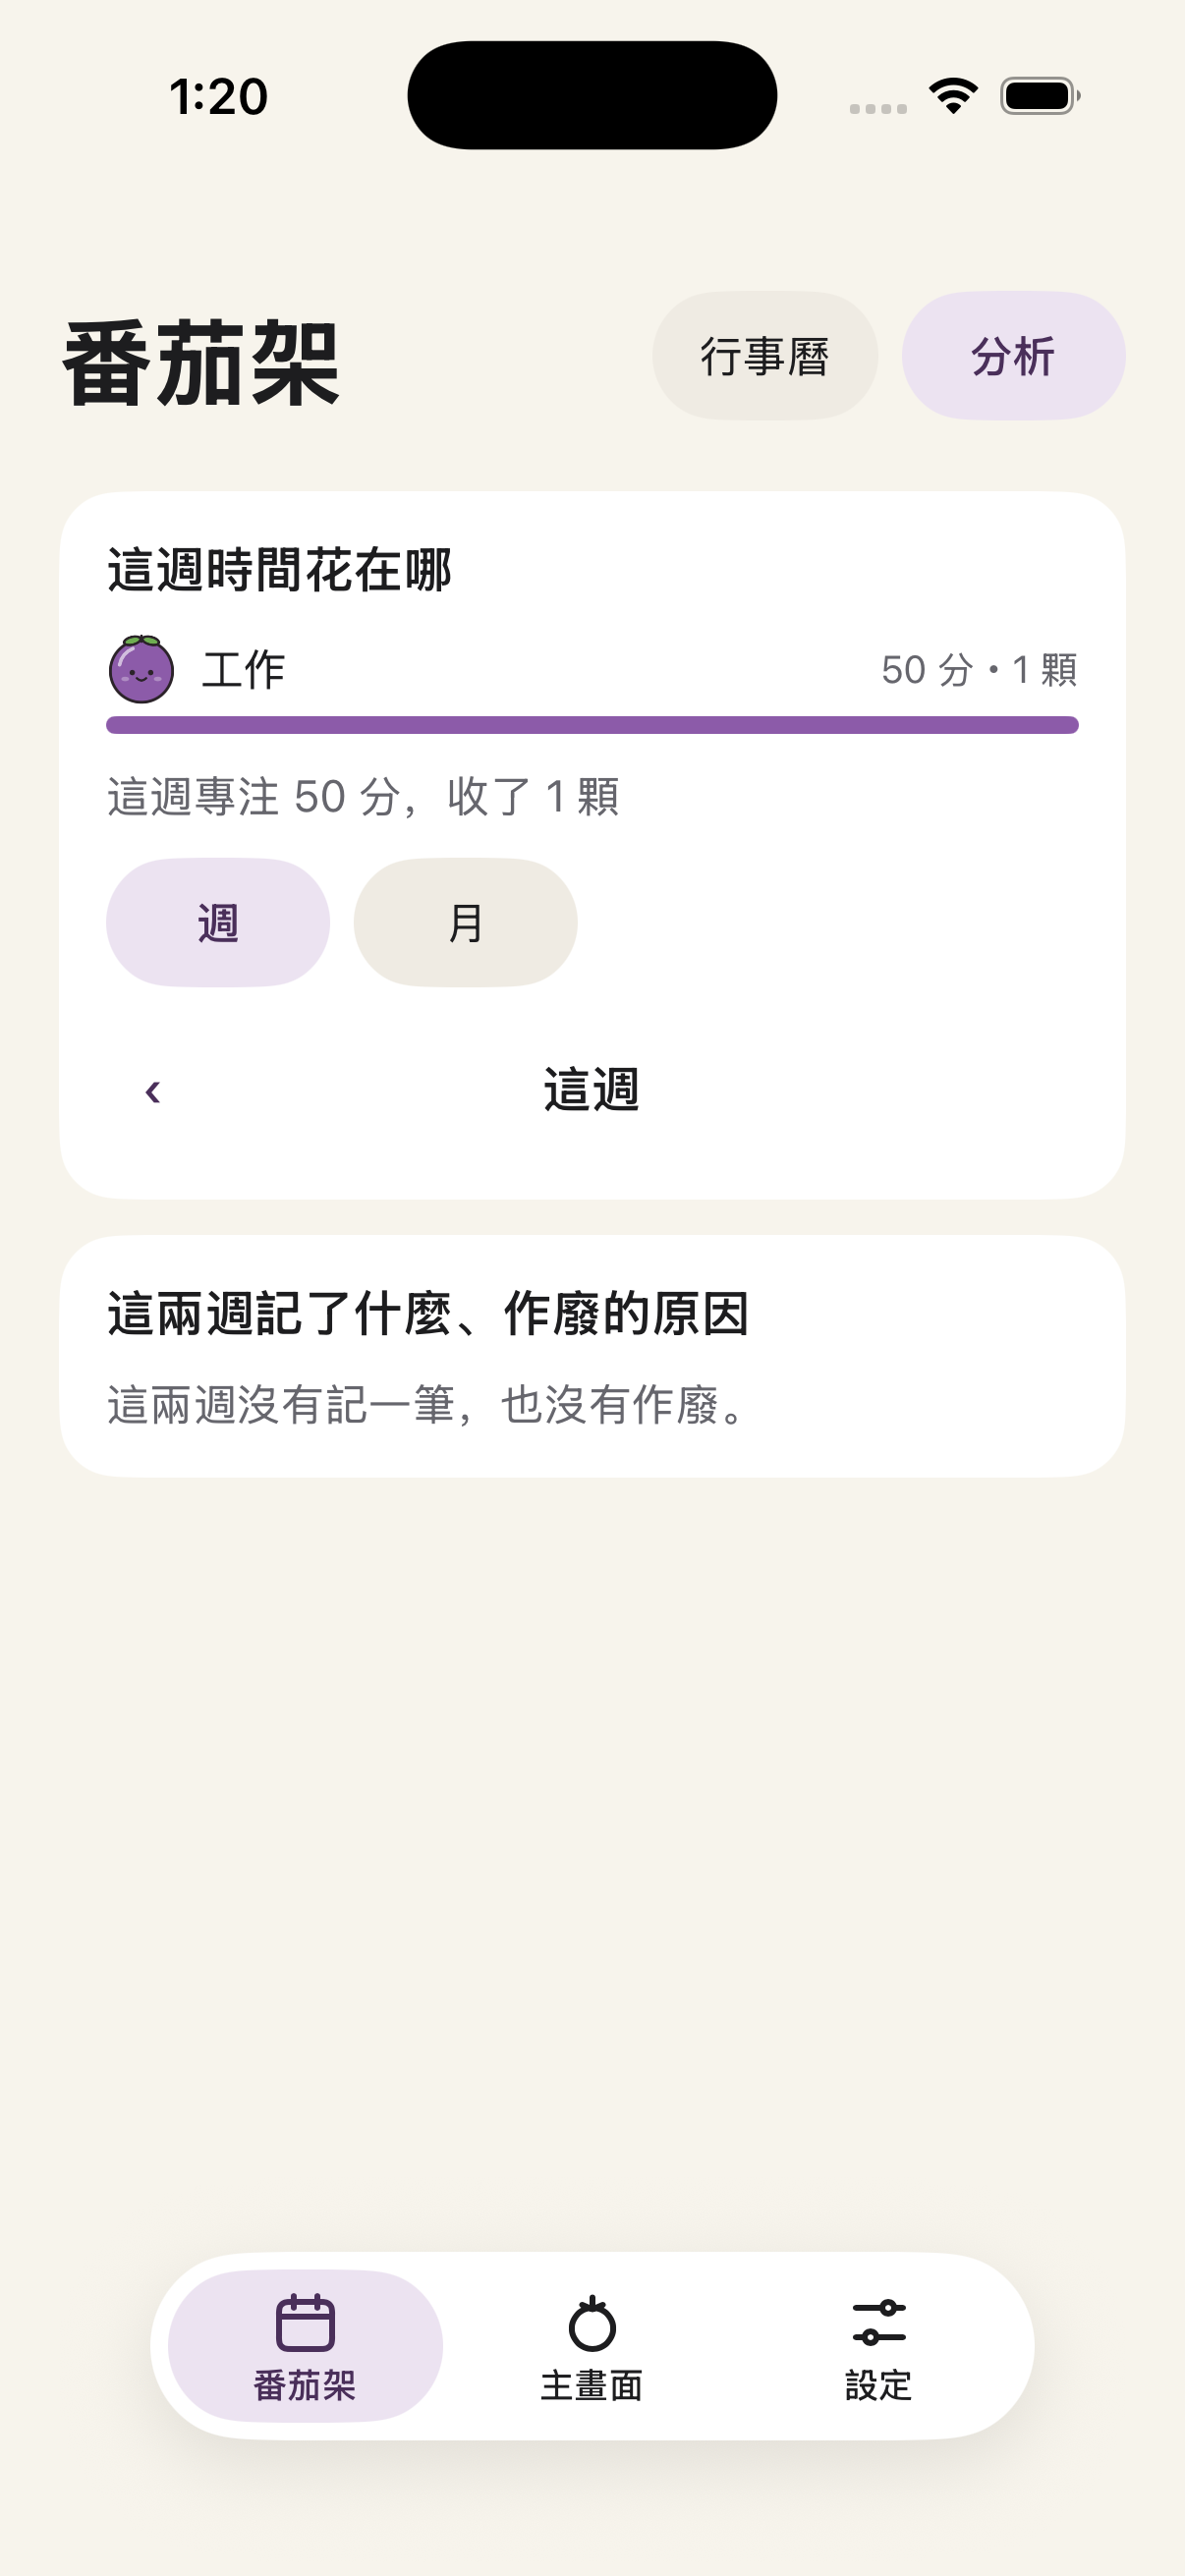 1:20
番茄架
行事曆
分析
這週時間花在哪
工作
50 分・1 顆
這週專注 50 分，收了 1 顆
週
月
‹
這週
這兩週記了什麼、作廢的原因
這兩週沒有記一筆，也沒有作廢。
番茄架
主畫面
設定